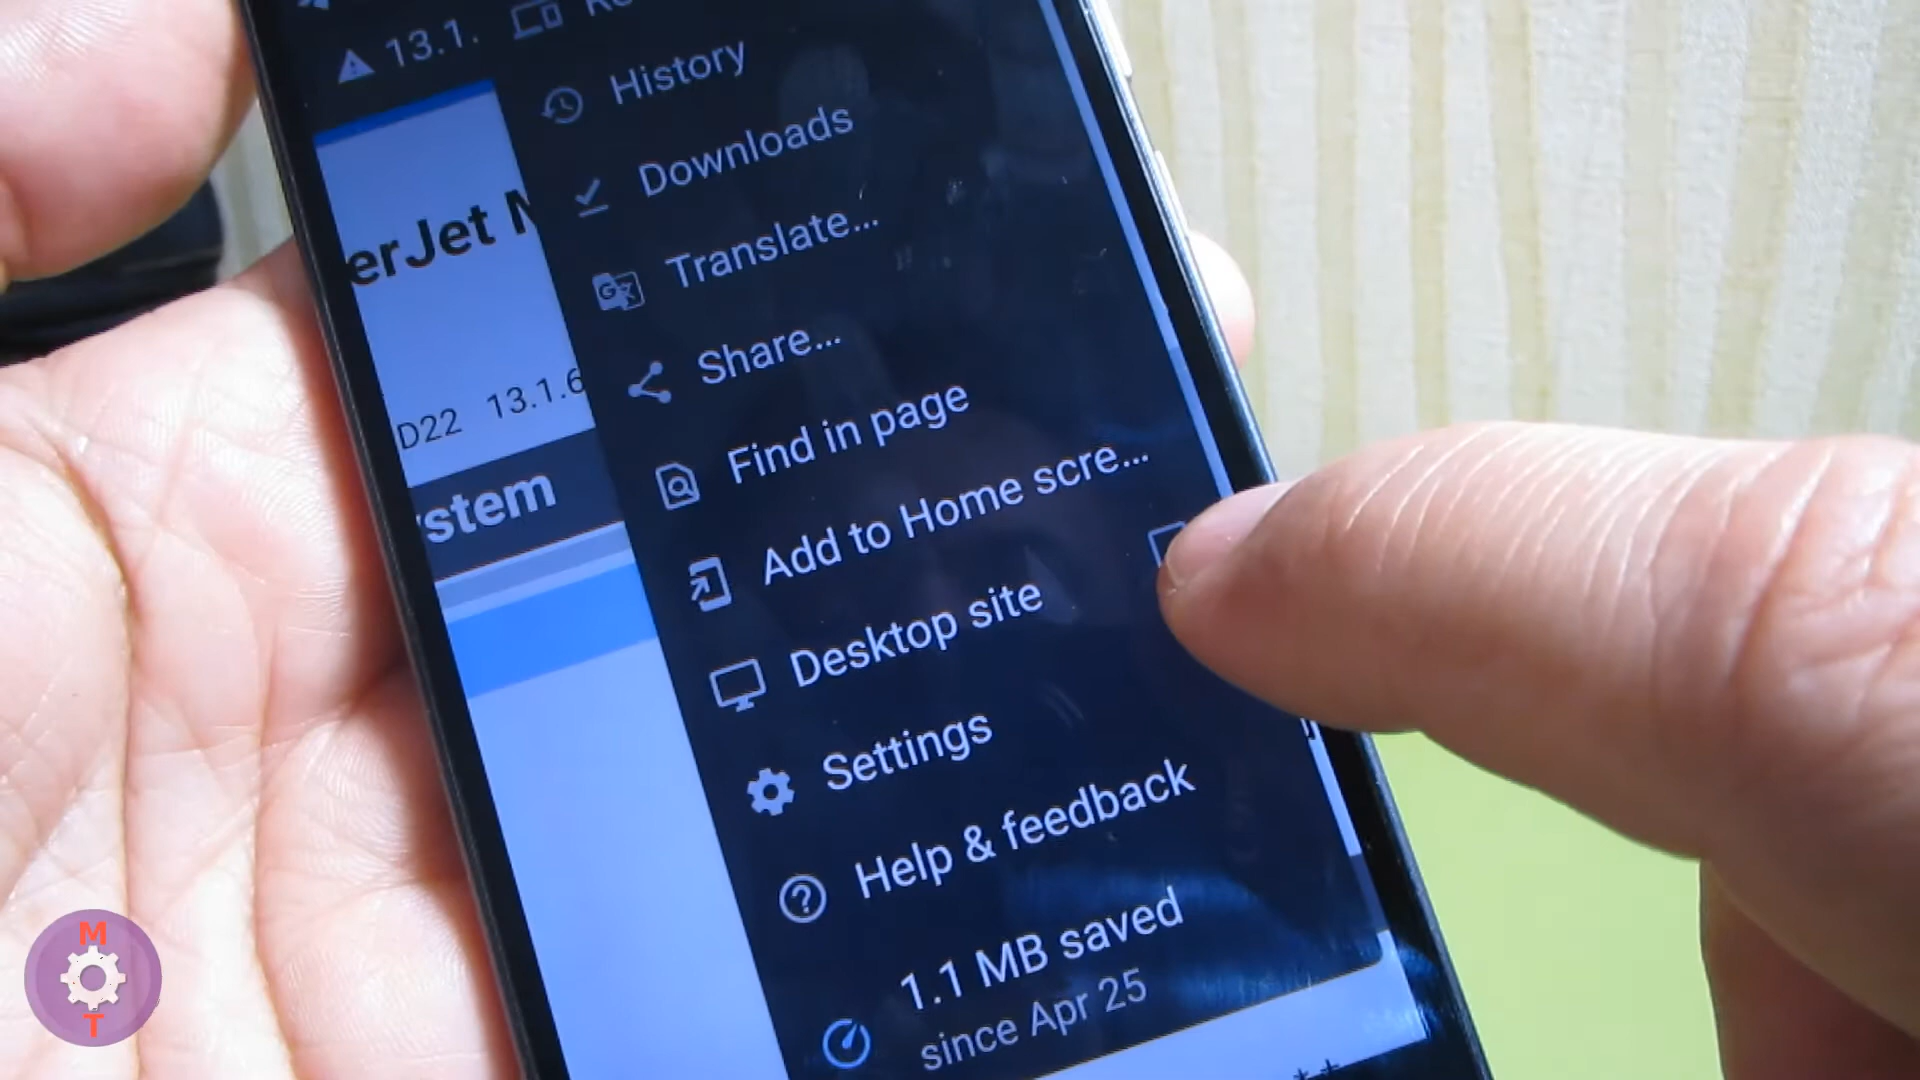 13.1.
History
Downloads
Translate...
Share...
Find in page
Add to Home scre...
Desktop site
Settings
Help & feedback
1.1 MB saved
since Apr 25
erJet M
D22 13.1.6
ystem
M
T